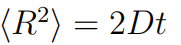 ⟨R²⟩ = 2Dt